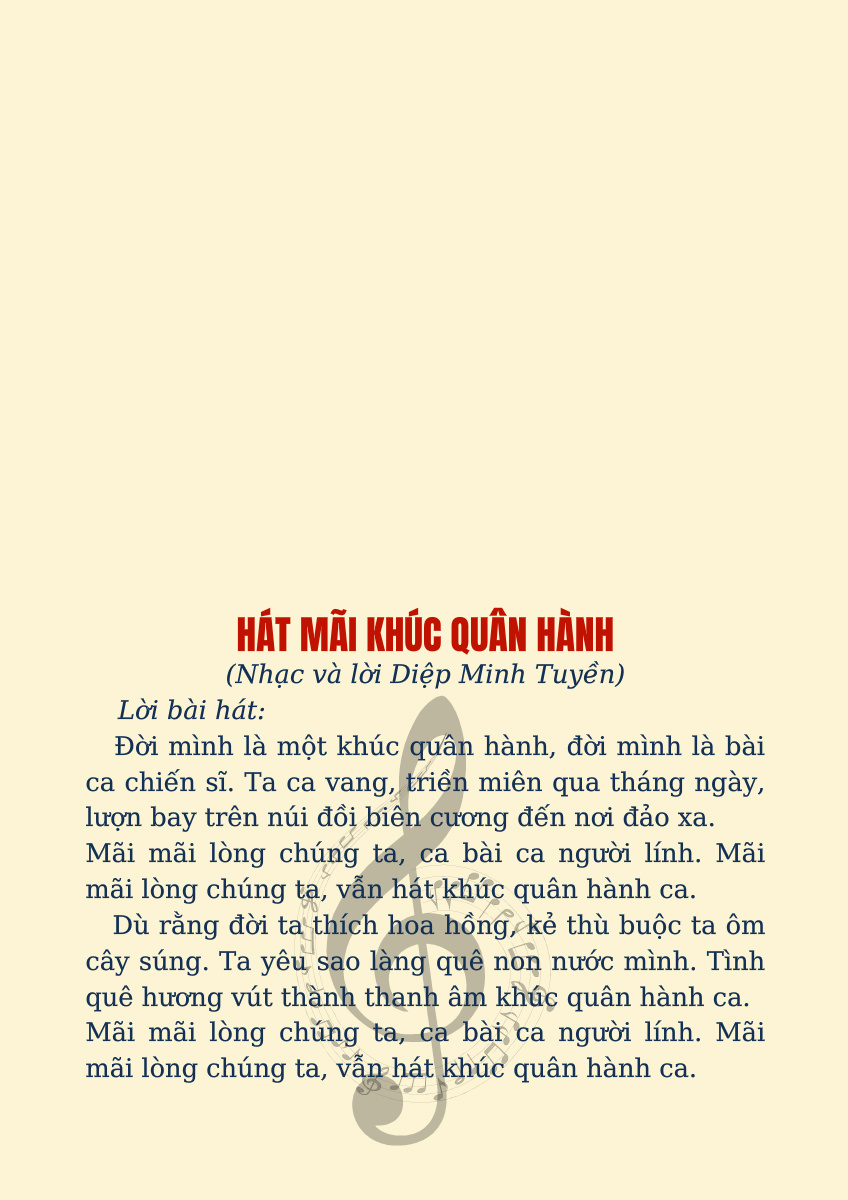 HÁT MÃI KHÚC QUÂN HÀNH
(Nhạc và lời Diệp Minh Tuyền)
Lời bài hát:
Đời mình là một khúc quân hành, đời mình là bài
ca chiến sĩ. Ta ca vang, triền miên qua tháng ngày,
lượn bay trên núi đồi biên cương đến nơi đảo xa.
Mãi mãi lòng chúng ta, ca bài ca người lính. Mãi
mãi lòng chúng ta, vẫn hát khúc quân hành ca.
Dù rằng đời ta thích hoa hồng, kẻ thù buộc ta ôm
cây súng. Ta yêu sao làng quê non nước mình. Tình
quê hương vút thành thanh âm khúc quân hành ca.
Mãi mãi lòng chúng ta, ca bài ca người lính. Mãi
mãi lòng chúng ta, vẫn hát khúc quân hành ca.